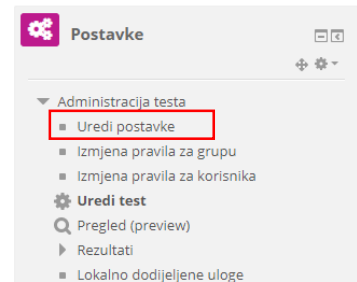 Postavke
Administracija testa
Uredi postavke
Izmjena pravila za grupu
Izmjena pravila za korisnika
Uredi test
Pregled (preview)
Rezultati
Lokalno dodijeljene uloge